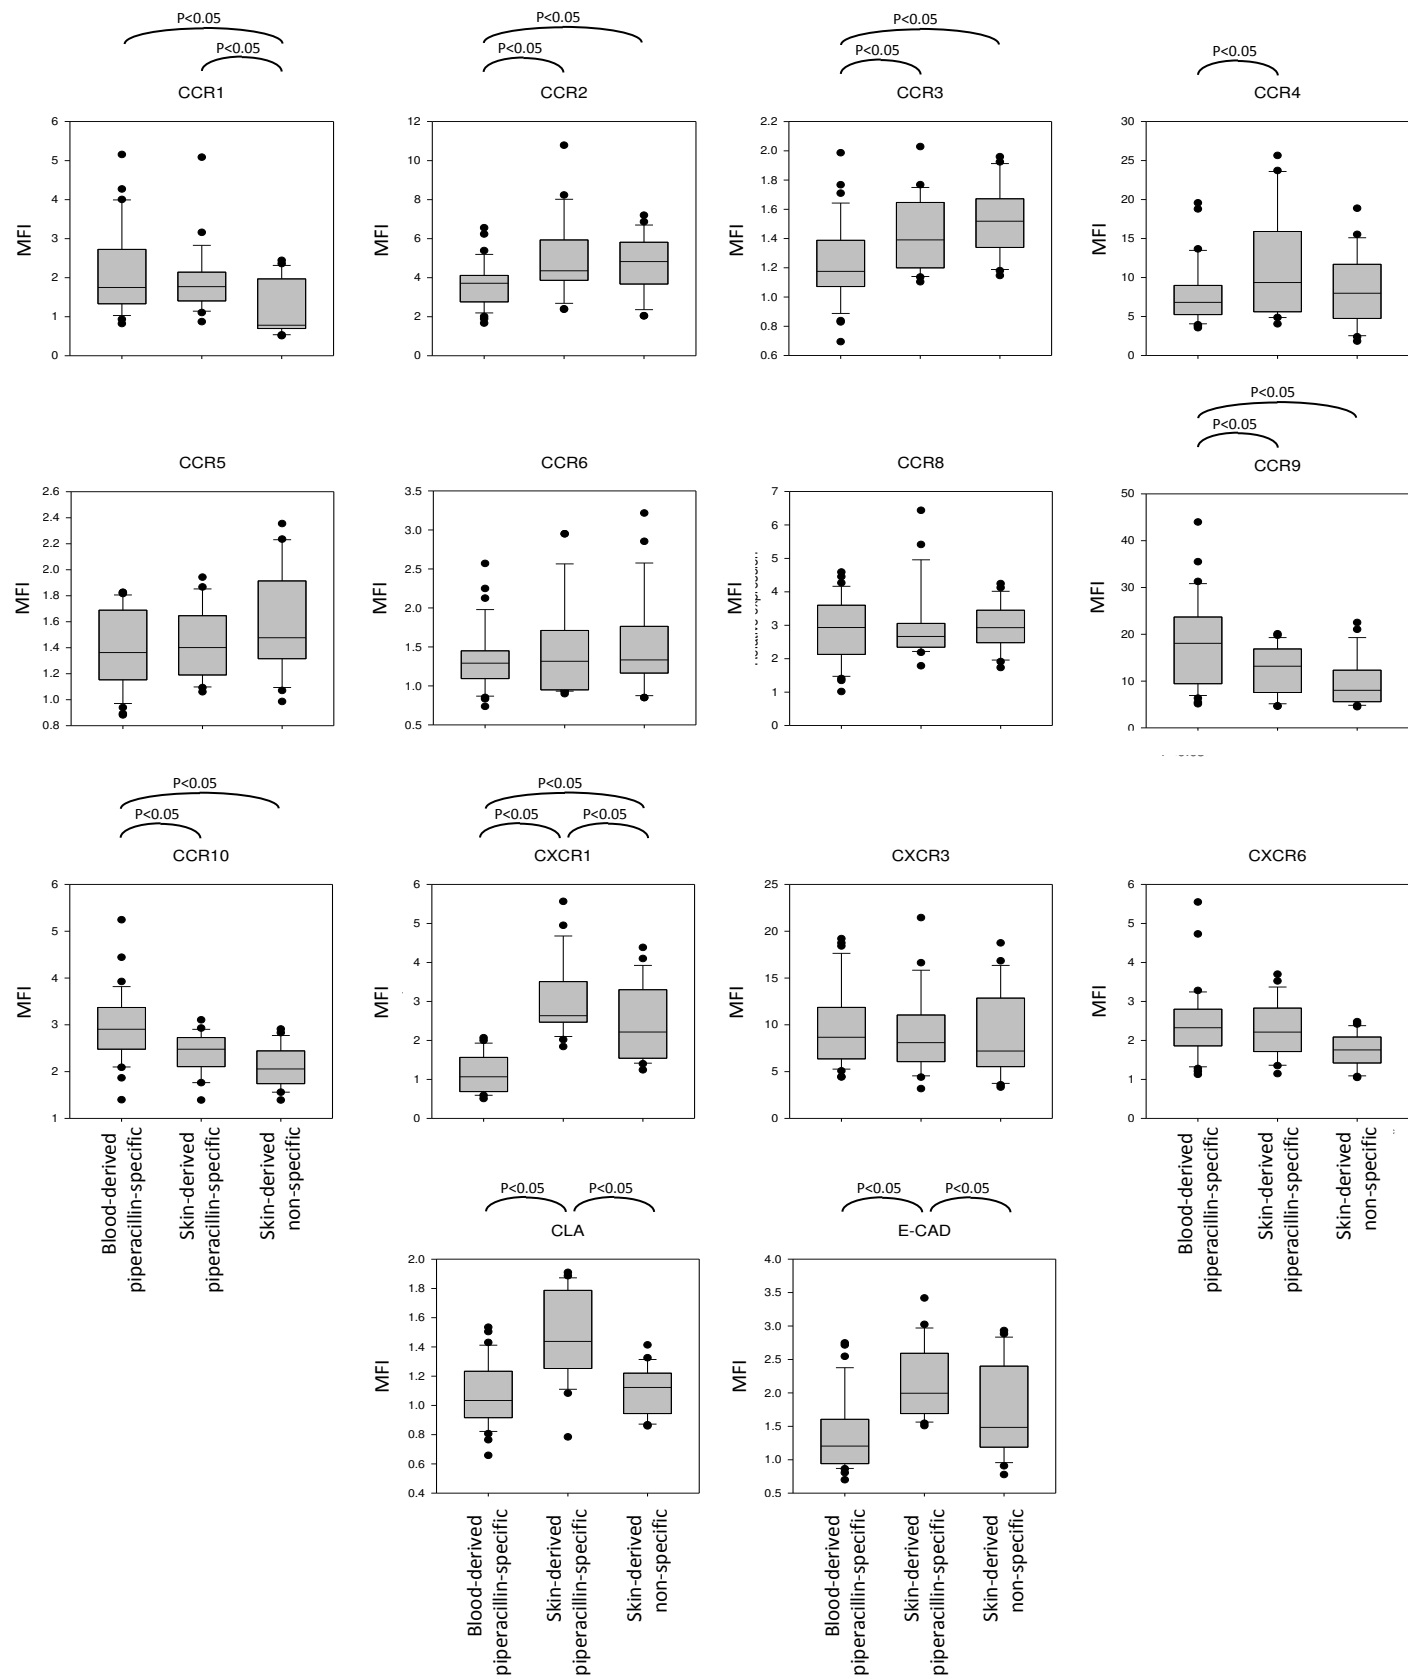 P<0.05
P<0.05
CCR1
6
5
4
3
2
1
0
MFI
P<0.05
P<0.05
CCR2
12
10
8
6
4
2
0
MFI
P<0.05
P<0.05
CCR3
2.2
2.0
1.8
1.6
1.4
1.2
1.0
0.8
0.6
MFI
P<0.05
CCR4
30
25
20
15
10
5
0
MFI
CCR5
2.6
2.4
2.2
2.0
1.8
1.6
1.4
1.2
1.0
0.8
MFI
CCR6
3.5
3.0
2.5
2.0
1.5
1.0
0.5
MFI
CCR8
7
6
5
4
3
2
1
0
MFI
P<0.05
P<0.05
CCR9
50
40
30
20
10
0
MFI
P<0.05
P<0.05
CCR10
6
5
4
3
2
1
MFI
Blood-derived
piperacillin-specific
Skin-derived
piperacillin-specific
Skin-derived
non-specific
P<0.05
P<0.05
P<0.05
CXCR1
6
5
4
3
2
1
0
MFI
CXCR3
25
20
15
10
5
0
MFI
CXCR6
6
5
4
3
2
1
0
MFI
Blood-derived
piperacillin-specific
Skin-derived
piperacillin-specific
Skin-derived
non-specific
P<0.05
P<0.05
CLA
2.0
1.8
1.6
1.4
1.2
1.0
0.8
0.6
0.4
MFI
Blood-derived
piperacillin-specific
Skin-derived
piperacillin-specific
Skin-derived
non-specific
P<0.05
P<0.05
E-CAD
4.0
3.5
3.0
2.5
2.0
1.5
1.0
0.5
MFI
Blood-derived
piperacillin-specific
Skin-derived
piperacillin-specific
Skin-derived
non-specific